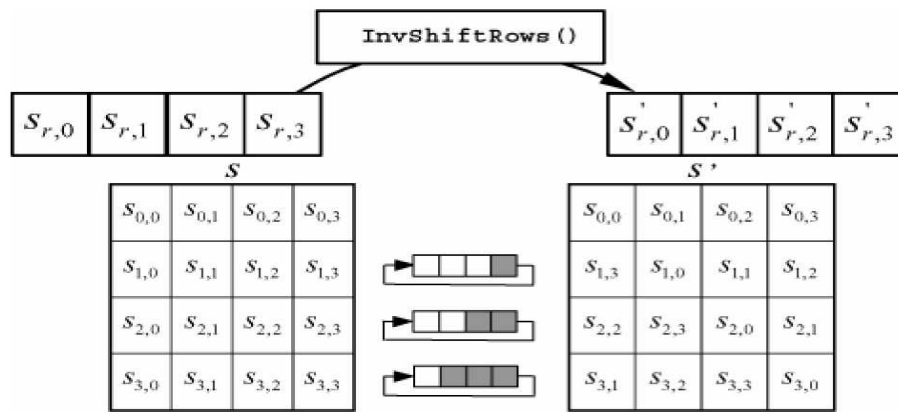 InvShiftRows()
S_{r,0} S_{r,1} S_{r,2} S_{r,3} S'_{r,0} S'_{r,1} S'_{r,2} S'_{r,3}
S S'
S_{0,0} S_{0,1} S_{0,2} S_{0,3} S_{0,0} S_{0,1} S_{0,2} S_{0,3}
S_{1,0} S_{1,1} S_{1,2} S_{1,3} S_{1,3} S_{1,0} S_{1,1} S_{1,2}
S_{2,0} S_{2,1} S_{2,2} S_{2,3} S_{2,2} S_{2,3} S_{2,0} S_{2,1}
S_{3,0} S_{3,1} S_{3,2} S_{3,3} S_{3,1} S_{3,2} S_{3,3} S_{3,0}